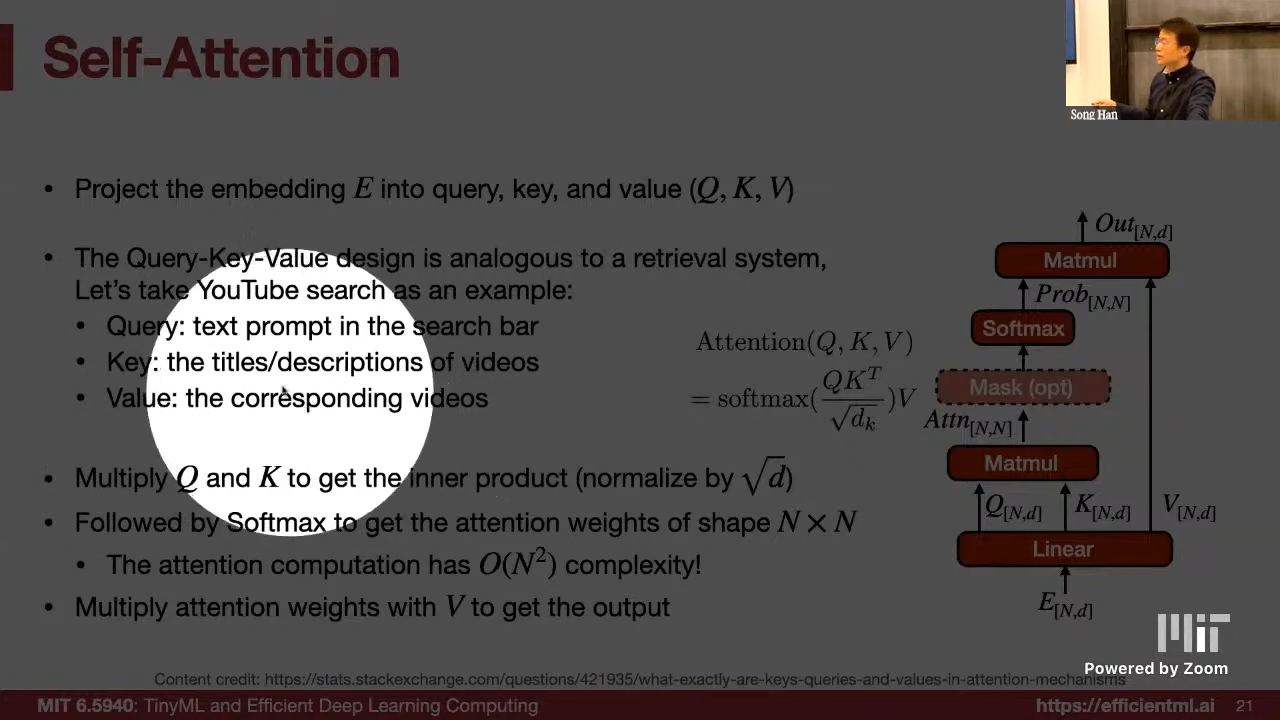 Self-Attention
Song Han
• Project the embedding E into query, key, and value (Q, K, V)
• The Query-Key-Value design is analogous to a retrieval system,
Let's take YouTube search as an example:
• Query: text prompt in the search bar
• Key: the titles/descriptions of videos
• Value: the corresponding videos
• Multiply Q and K to get the inner product (normalize by √d)
• Followed by Softmax to get the attention weights of shape N × N
• The attention computation has O(N²) complexity!
• Multiply attention weights with V to get the output
Attention(Q, K, V)
= softmax(QKᵀ/√dₖ)V
Out[N,d]
Matmul
Prob[N,N]
Softmax
Mask (opt)
Attn[N,N]
Matmul
Q[N,d] K[N,d] V[N,d]
Linear
E[N,d]
MIT
Powered by Zoom
Content credit: https://stats.stackexchange.com/questions/421935/what-exactly-are-keys-queries-and-values-in-attention-mechanisms
MIT 6.5940: TinyML and Efficient Deep Learning Computing
https://efficientml.ai 21